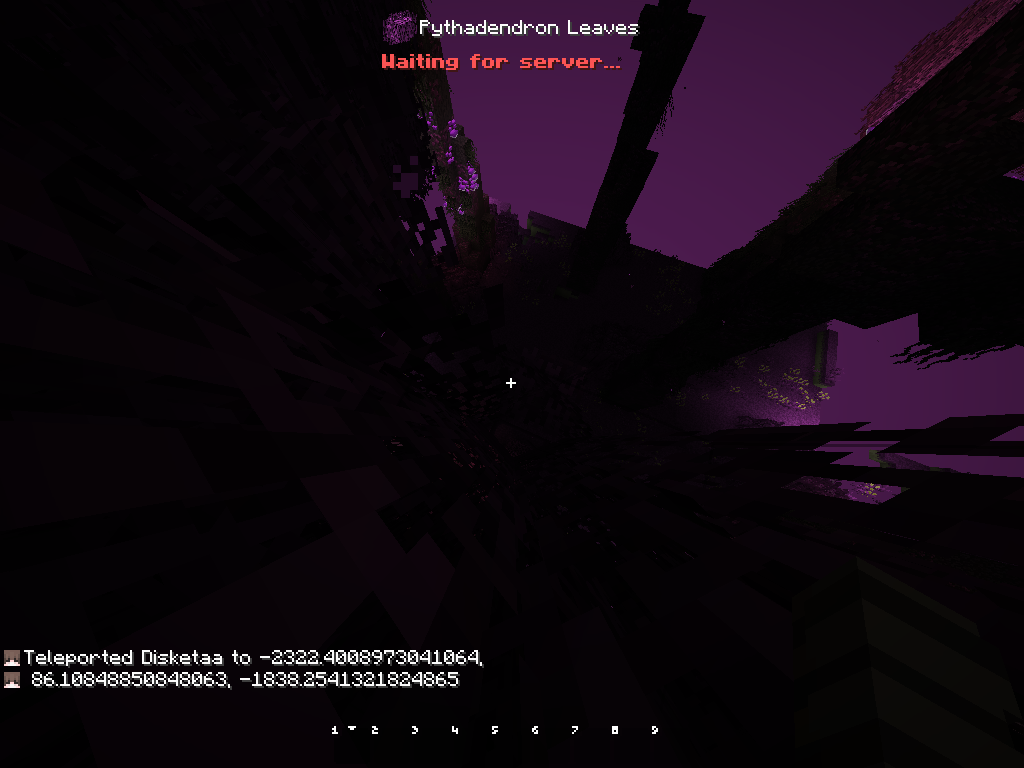 Pythadendron Leaves
Waiting for server...
Teleported Disketaa to -2322.4008973041064,
86.10848850848063, -1838.2541321824865
1 2 3 4 5 6 7 8 9